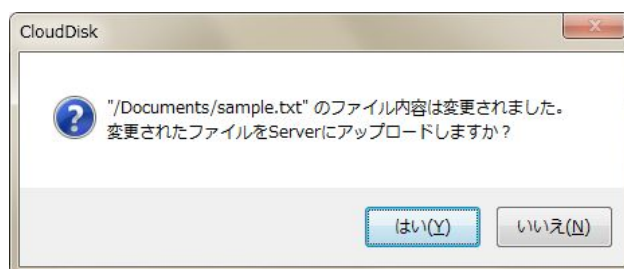 CloudDisk
"/Documents/sample.txt" のファイル内容は変更されました。
変更されたファイルをServerにアップロードしますか？
はい(Y)
いいえ(N)